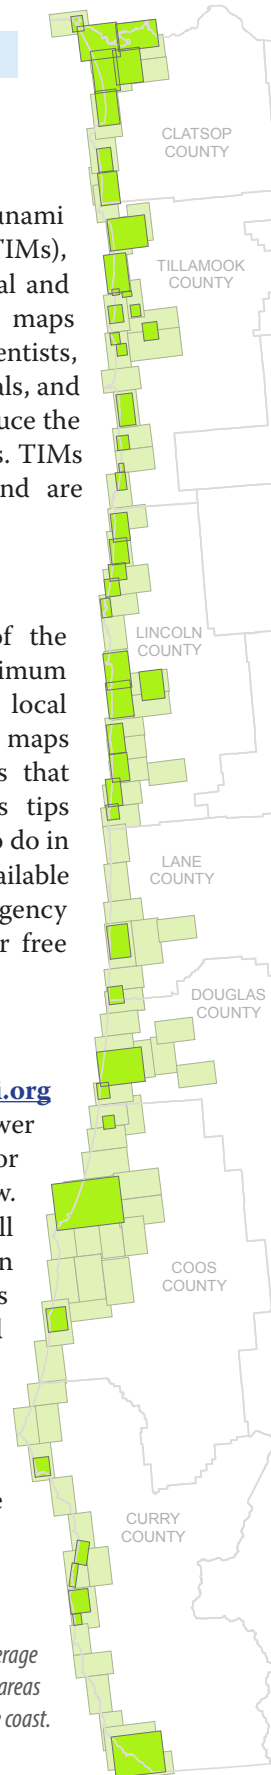 unami
TIMs),
al and
maps
entists,
als, and
uce the
s. TIMs
nd are
of the
imum
local
maps
s that
s tips
o do in
ailable
gency
r free
i.org
wer
or
w.
ll
n
s
l
e
erage
areas
e coast.
CLATSOP
COUNTY
TILLAMOOK
COUNTY
LINCOLN
COUNTY
LANE
COUNTY
DOUGLAS
COUNTY
COOS
COUNTY
CURRY
COUNTY